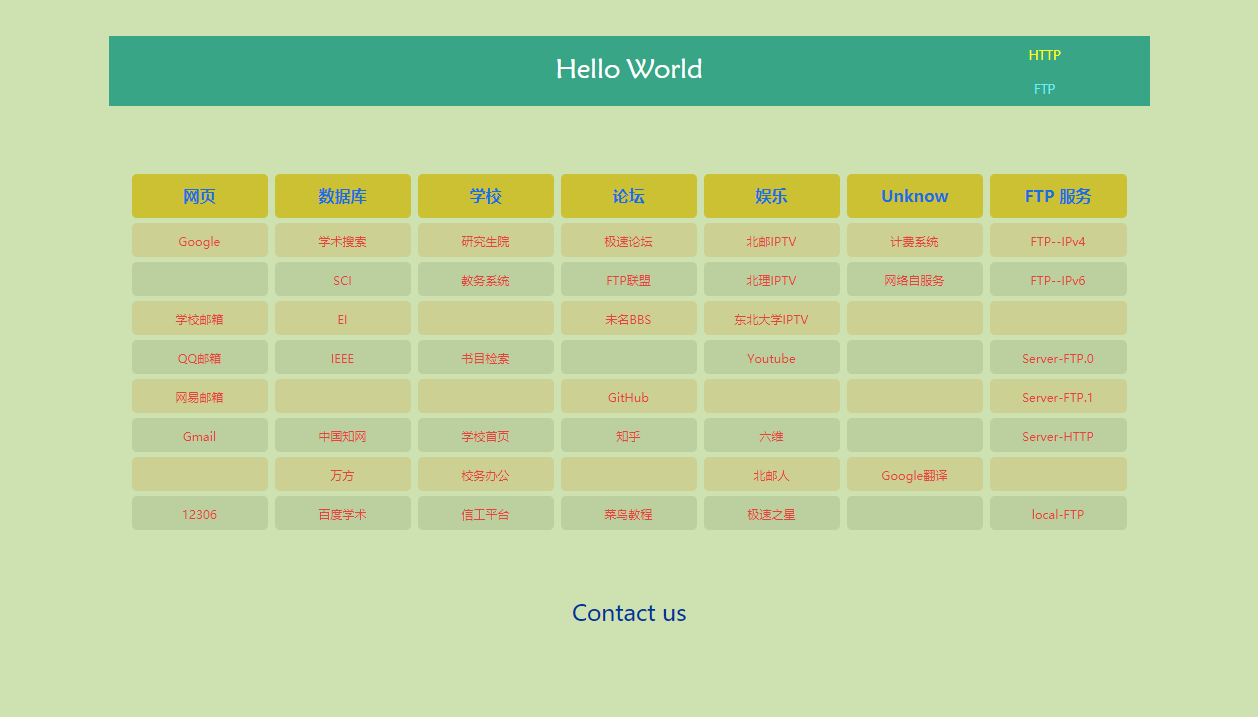 Hello World
HTTP
FTP
网页 数据库 学校 论坛 娱乐 Unknow FTP 服务
Google 学术搜索 研究生院 极速论坛 北邮IPTV 计费系统 FTP--IPv4
SCI 教务系统 FTP联盟 北理IPTV 网络自服务 FTP--IPv6
学校邮箱 EI 未名BBS 东北大学IPTV
QQ邮箱 IEEE 书目检索 Youtube Server-FTP.0
网易邮箱 GitHub Server-FTP.1
Gmail 中国知网 学校首页 知乎 六维 Server-HTTP
万方 校务办公 北邮人 Google翻译
12306 百度学术 信工平台 菜鸟教程 极速之星 local-FTP
Contact us